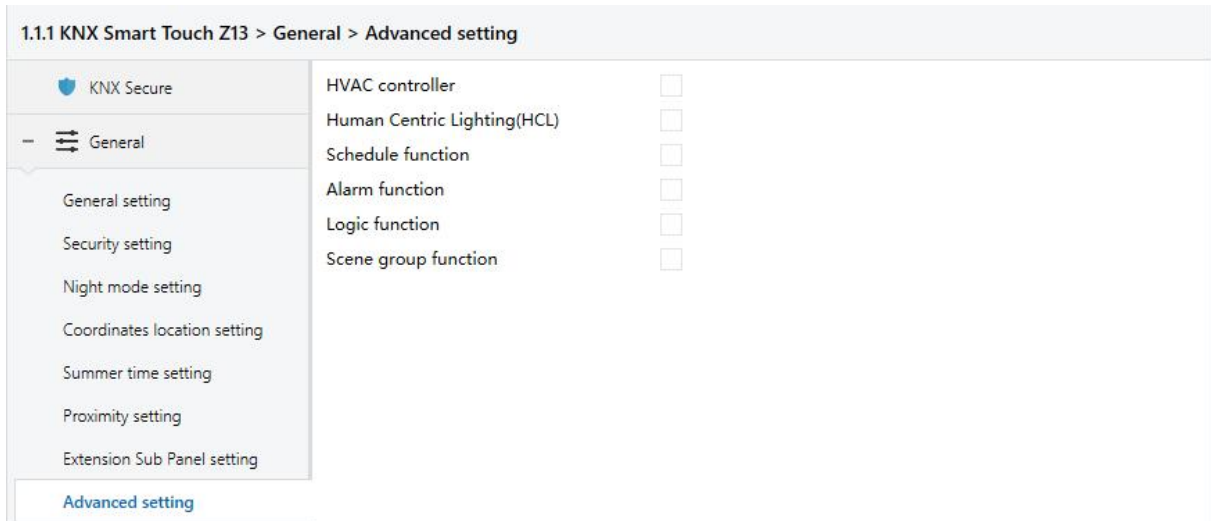 1.1.1 KNX Smart Touch Z13 > General > Advanced setting
KNX Secure
General
General setting
Security setting
Night mode setting
Coordinates location setting
Summer time setting
Proximity setting
Extension Sub Panel setting
Advanced setting
HVAC controller
Human Centric Lighting(HCL)
Schedule function
Alarm function
Logic function
Scene group function